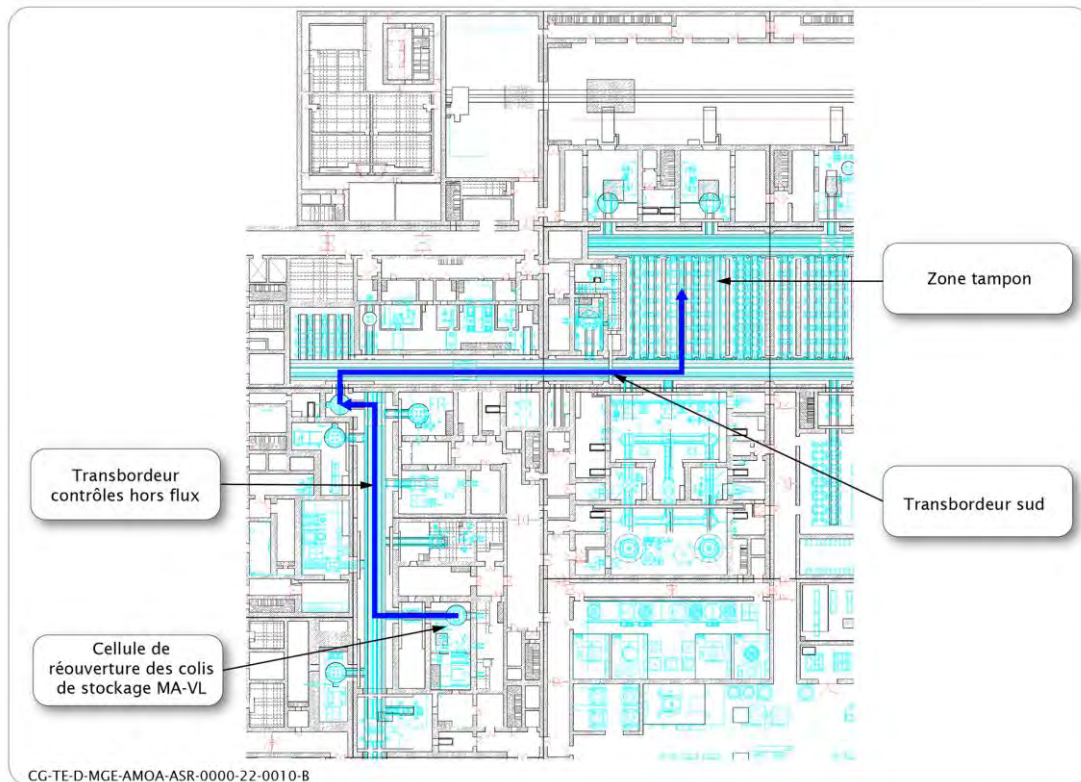 Zone tampon
Transbordeur
contrôles hors flux
Transbordeur sud
Cellule de
réouverture des colis
de stockage MA-VL
CG-TE-D-MGE-AMOA-ASR-0000-22-0010-B